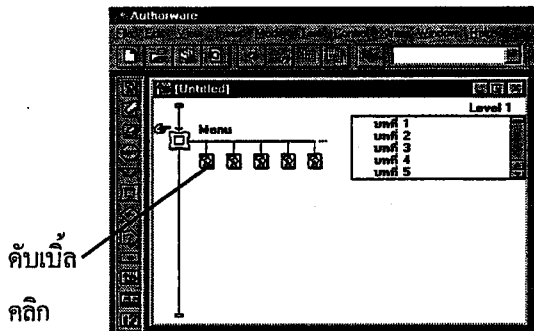 Authorware
[Untitled]
Level 1
Menu
บทที่ 1
บทที่ 2
บทที่ 3
บทที่ 4
บทที่ 5
ดับเบิ้ล
คลิก